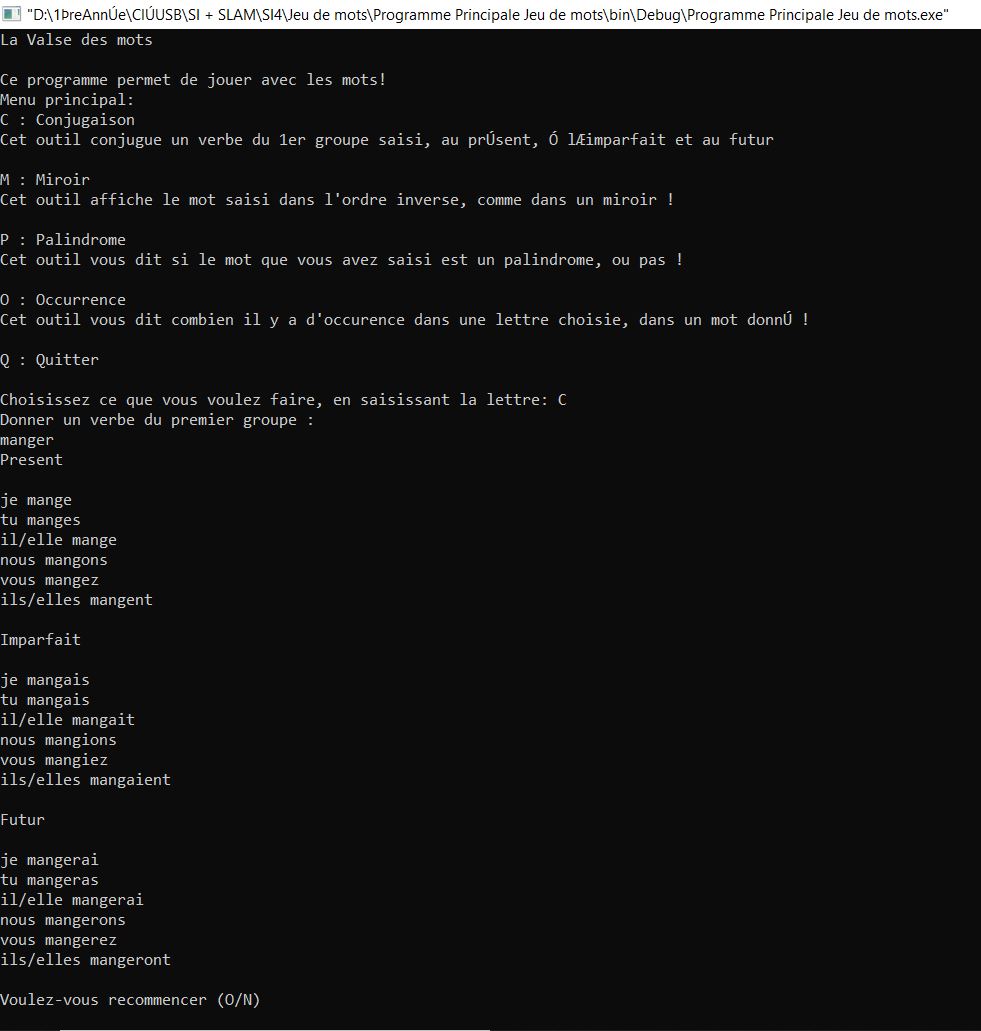 "D:\1ÞreAnnÚe\ClÚUSB\SI + SLAM\SI4\Jeu de mots\Programme Principale Jeu de mots\bin\Debug\Programme Principale Jeu de mots.exe"
La Valse des mots
Ce programme permet de jouer avec les mots!
Menu principal:
C : Conjugaison
Cet outil conjugue un verbe du 1er groupe saisi, au prÚsent, Ó lÆimparfait et au futur
M : Miroir
Cet outil affiche le mot saisi dans l'ordre inverse, comme dans un miroir !
P : Palindrome
Cet outil vous dit si le mot que vous avez saisi est un palindrome, ou pas !
O : Occurrence
Cet outil vous dit combien il y a d'occurence dans une lettre choisie, dans un mot donnÚ !
Q : Quitter
Choisissez ce que vous voulez faire, en saisissant la lettre: C
Donner un verbe du premier groupe :
manger
Present
je mange
tu manges
il/elle mange
nous mangons
vous mangez
ils/elles mangent
Imparfait
je mangais
tu mangais
il/elle mangait
nous mangions
vous mangiez
ils/elles mangaient
Futur
je mangerai
tu mangeras
il/elle mangerai
nous mangerons
vous mangerez
ils/elles mangeront
Voulez-vous recommencer (O/N)